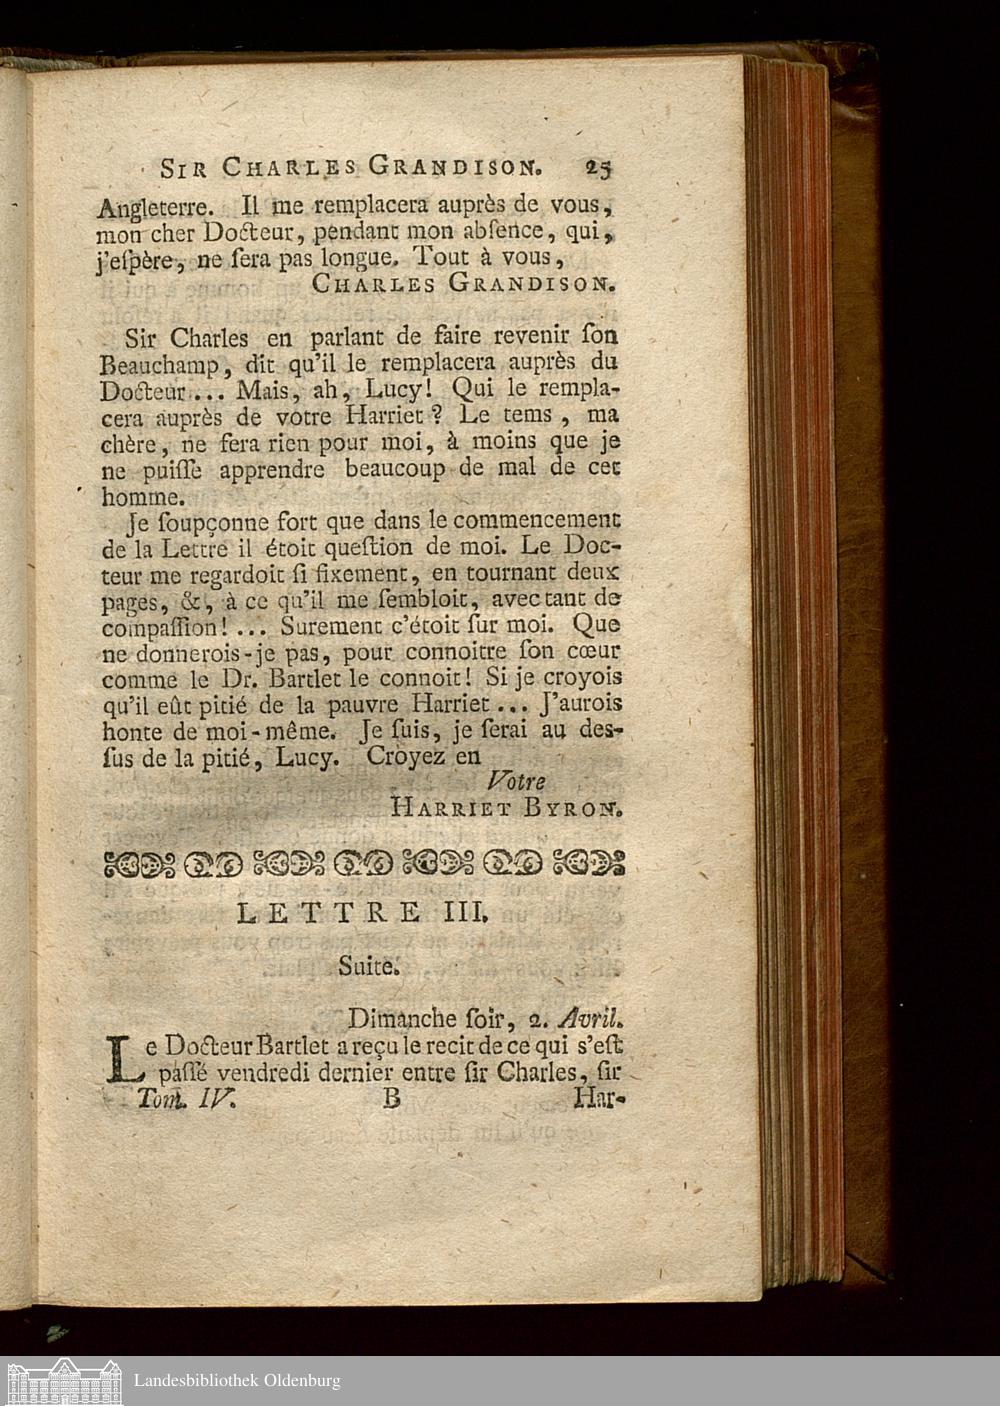 SIR CHARLES GRANDISON. 25
Angleterre. Il me remplacera auprès de vous,
mon cher Docteur, pendant mon abſence, qui,
j'eſpère, ne ſera pas longue. Tout à vous,
CHARLES GRANDISON.
Sir Charles en parlant de faire revenir ſon
Beauchamp, dit qu'il le remplacera auprès du
Docteur... Mais, ah, Lucy! Qui le rempla-
cera auprès de votre Harriet? Le tems, ma
chère, ne fera rien pour moi, à moins que je
ne puiſſe apprendre beaucoup de mal de cet
homme.
Je ſoupçonne fort que dans le commencement
de la Lettre il étoit queſtion de moi. Le Doc-
teur me regardoit ſi fixement, en tournant deux
pages, &, à ce qu'il me ſembloit, avec tant de
compaſſion!... Surement c'étoit ſur moi. Que
ne donnerois-je pas, pour connoitre ſon cœur
comme le Dr. Bartlet le connoit! Si je croyois
qu'il eût pitié de la pauvre Harriet... J'aurois
honte de moi-même. Je ſuis, je ſerai au des-
ſus de la pitié, Lucy. Croyez en
Votre
HARRIET BYRON.
LETTRE III.
Suite.
Dimanche ſoir, 2. Avril.
Le Docteur Bartlet a reçu le recit de ce qui s'eſt
paſſé vendredi dernier entre ſir Charles, ſir
Tom. IV. B Har-
Landesbibliothek Oldenburg